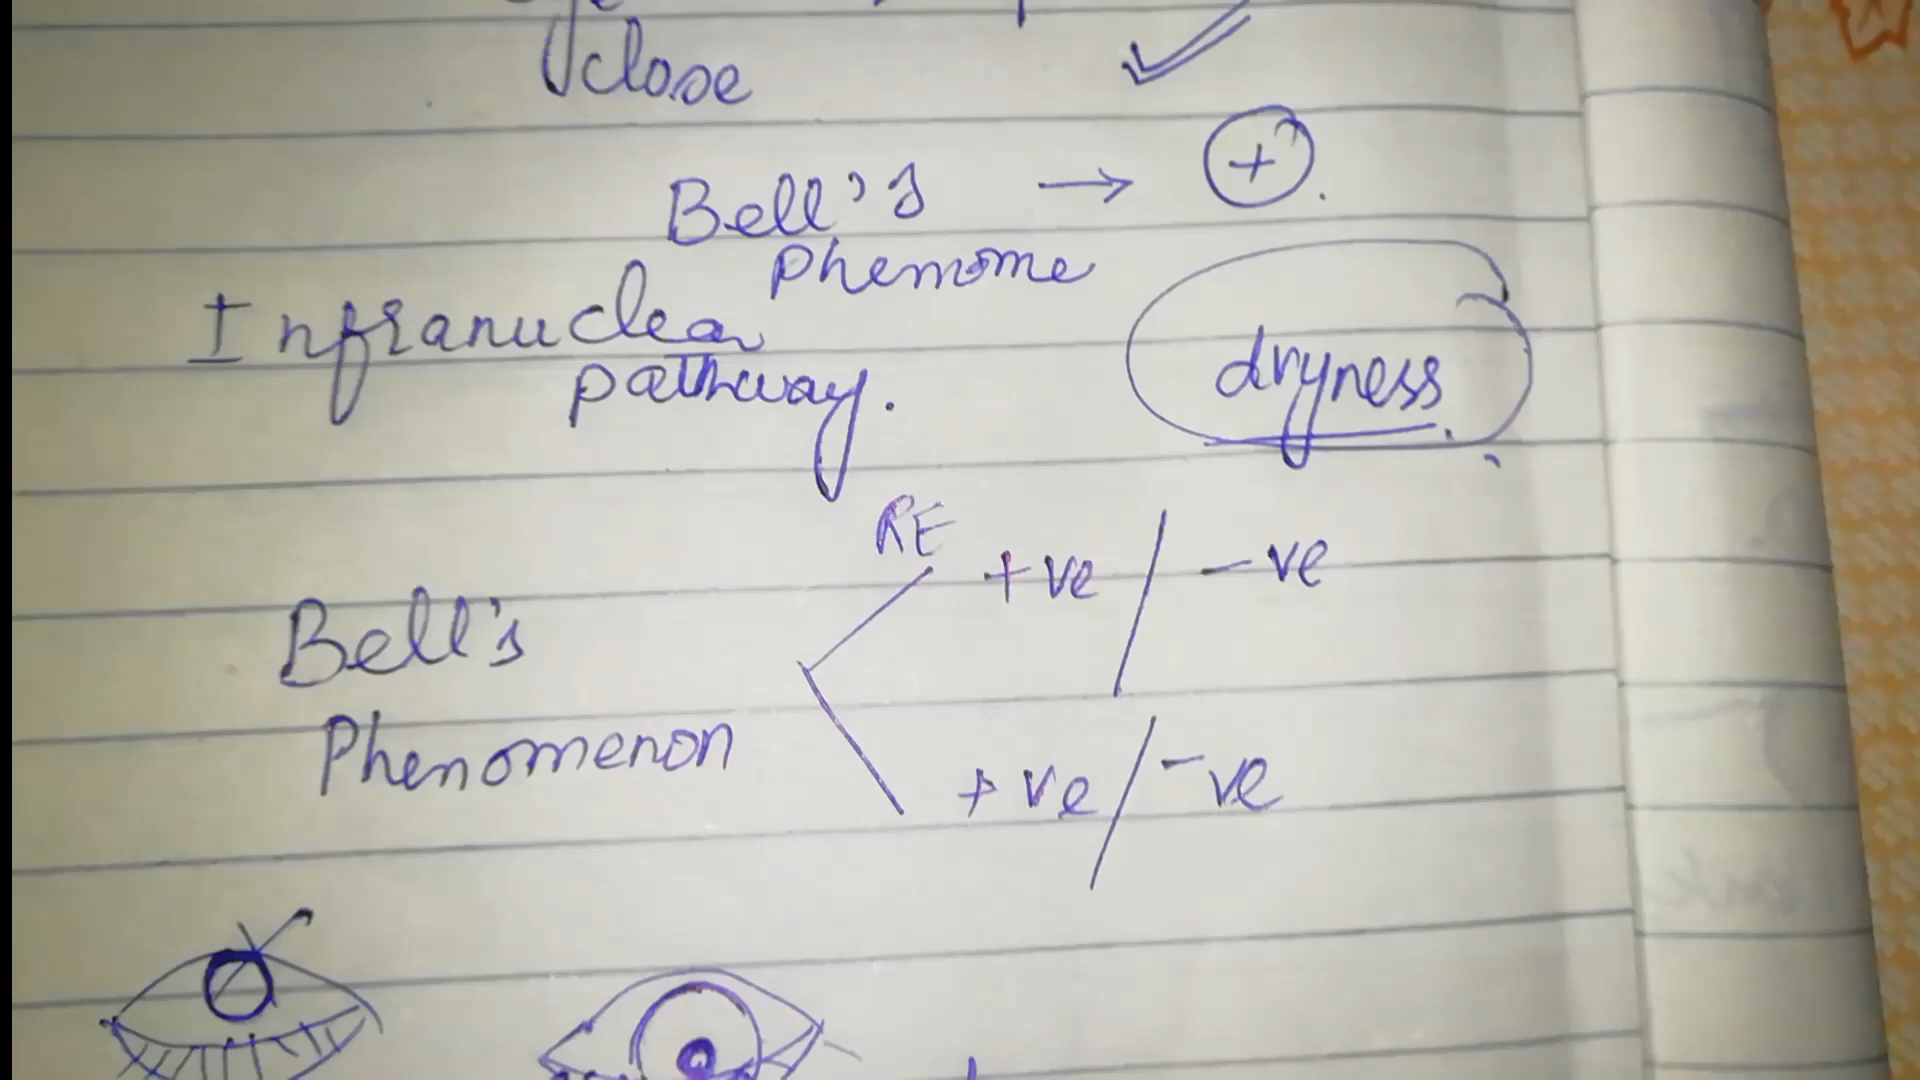 close
Bell's → +
phenome
Infranuclear
pathway.
dryness.
RE
+ve / -ve
Bell's
Phenomenon
+ve / -ve